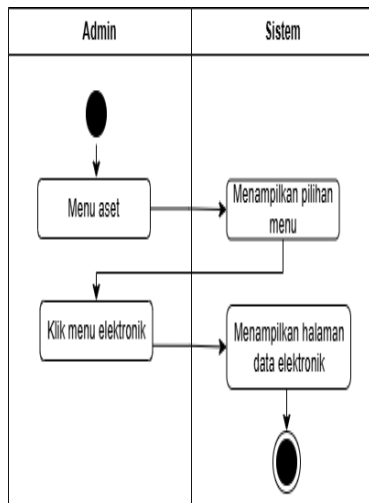 Admin
Sistem
Menu aset
Menampilkan pilihan
menu
Klik menu elektronik
Menampilkan halaman
data elektronik